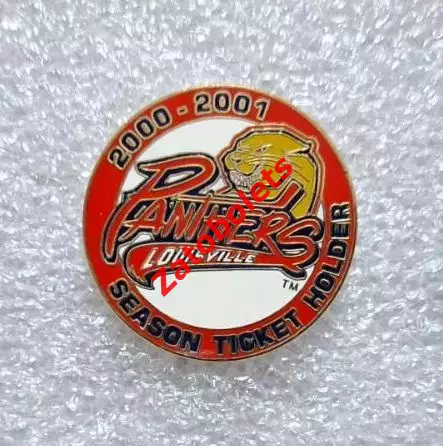 2000 - 2001
PANTHERS
LOUISVILLE
TM
SEASON TICKET HOLDER
Zatobolets